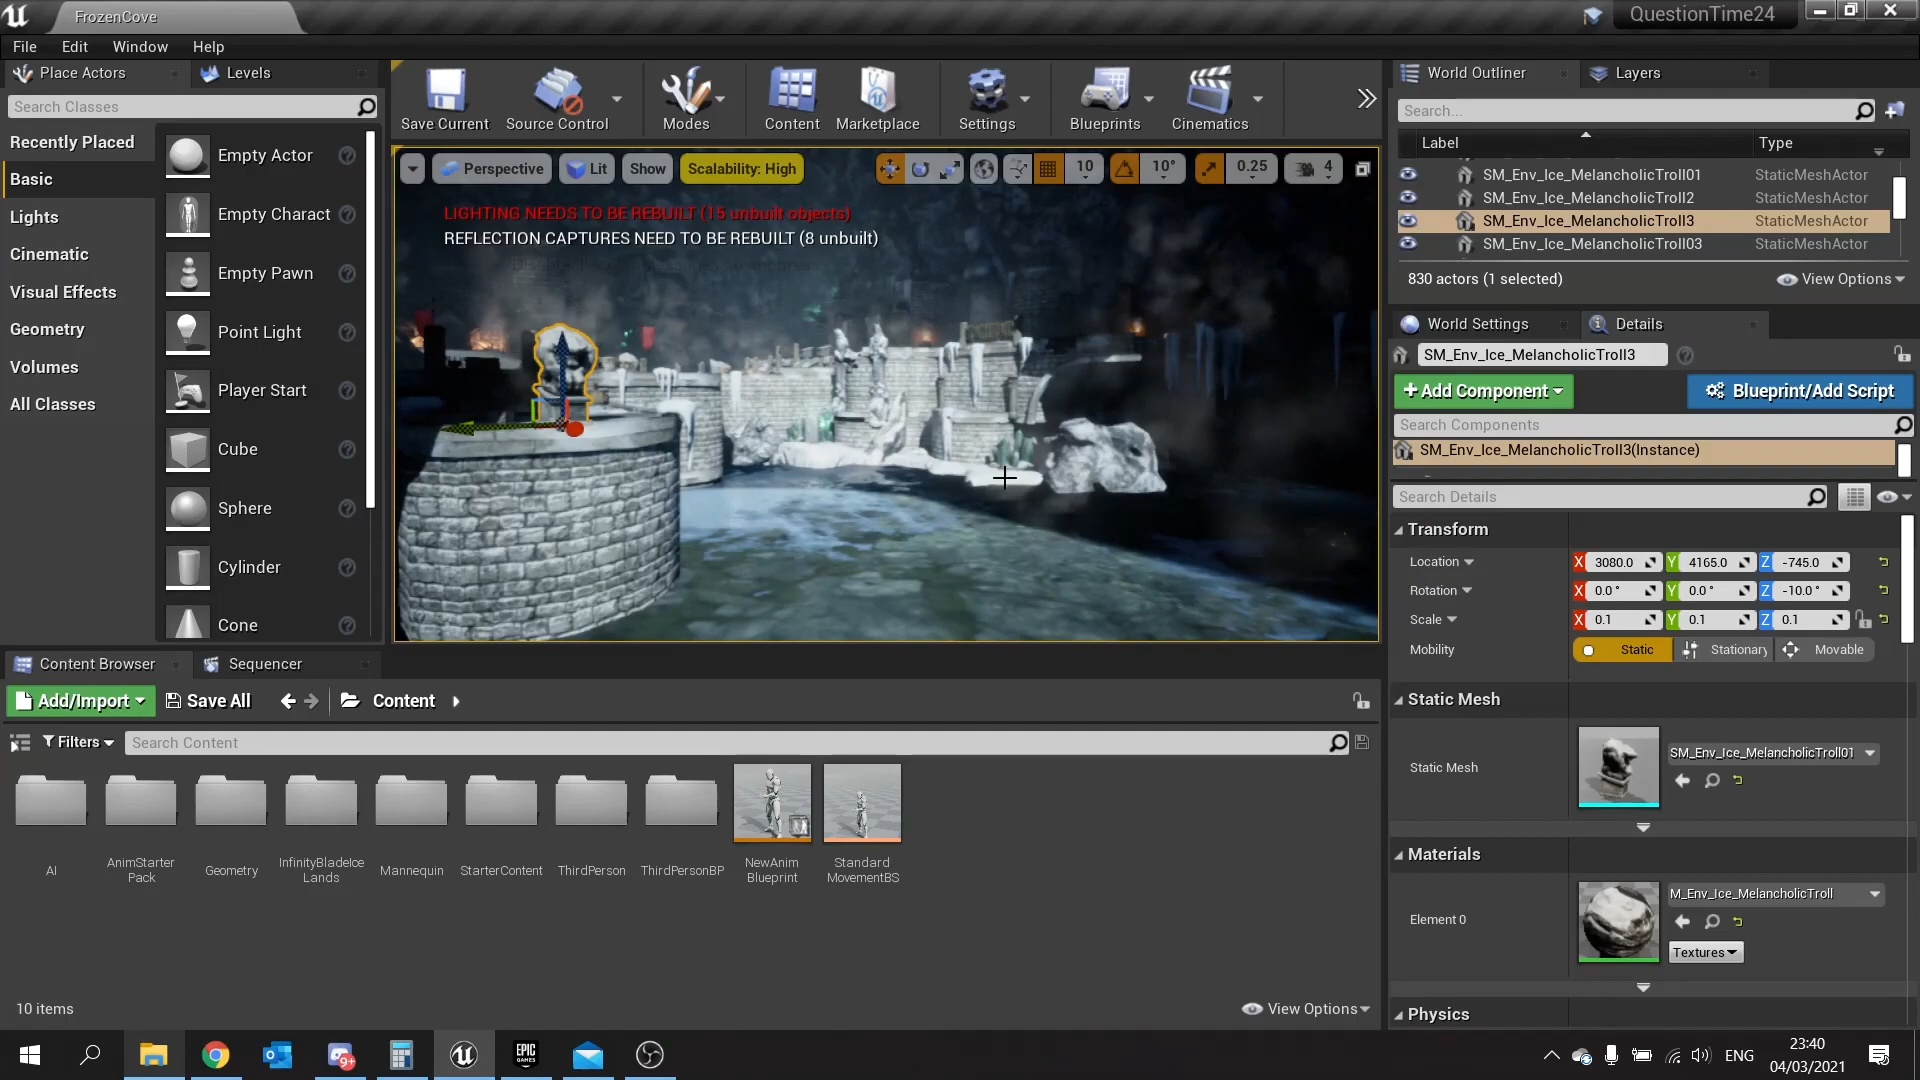 FrozenCove
QuestionTime24
File Edit Window Help
Place Actors
Levels
Search Classes
Recently Placed
Basic
Lights
Cinematic
Visual Effects
Geometry
Volumes
All Classes
Empty Actor
Empty Charact
Empty Pawn
Point Light
Player Start
Cube
Sphere
Cylinder
Cone
Save Current
Source Control
Modes
Content
Marketplace
Settings
Blueprints
Cinematics
Perspective
Lit
Show
Scalability: High
10
10°
0.25
4
LIGHTING NEEDS TO BE REBUILT (15 unbuilt objects)
REFLECTION CAPTURES NEED TO BE REBUILT (8 unbuilt)
World Outliner
Layers
Search...
Label
Type
SM_Env_Ice_MelancholicTroll01 StaticMeshActor
SM_Env_Ice_MelancholicTroll2 StaticMeshActor
SM_Env_Ice_MelancholicTroll3 StaticMeshActor
SM_Env_Ice_MelancholicTroll03 StaticMeshActor
830 actors (1 selected)
View Options
World Settings
Details
SM_Env_Ice_MelancholicTroll3
+Add Component
Blueprint/Add Script
Search Components
SM_Env_Ice_MelancholicTroll3(Instance)
Search Details
Transform
Location X 3080.0 Y 4165.0 Z -745.0
Rotation X 0.0° Y 0.0° Z -10.0°
Scale X 0.1 Y 0.1 Z 0.1
Mobility Static Stationary Movable
Static Mesh
Static Mesh
SM_Env_Ice_MelancholicTroll01
Materials
Element 0
M_Env_Ice_MelancholicTroll
Textures
Physics
Content Browser
Sequencer
Add/Import
Save All
Content
Filters
Search Content
AI
AnimStarter
Pack
Geometry
InfinityBladeIce
Lands
Mannequin
StarterContent
ThirdPerson
ThirdPersonBP
NewAnim
Blueprint
Standard
MovementBS
10 items
View Options
9+
EPIC
GAMES
ENG
23:40
04/03/2021